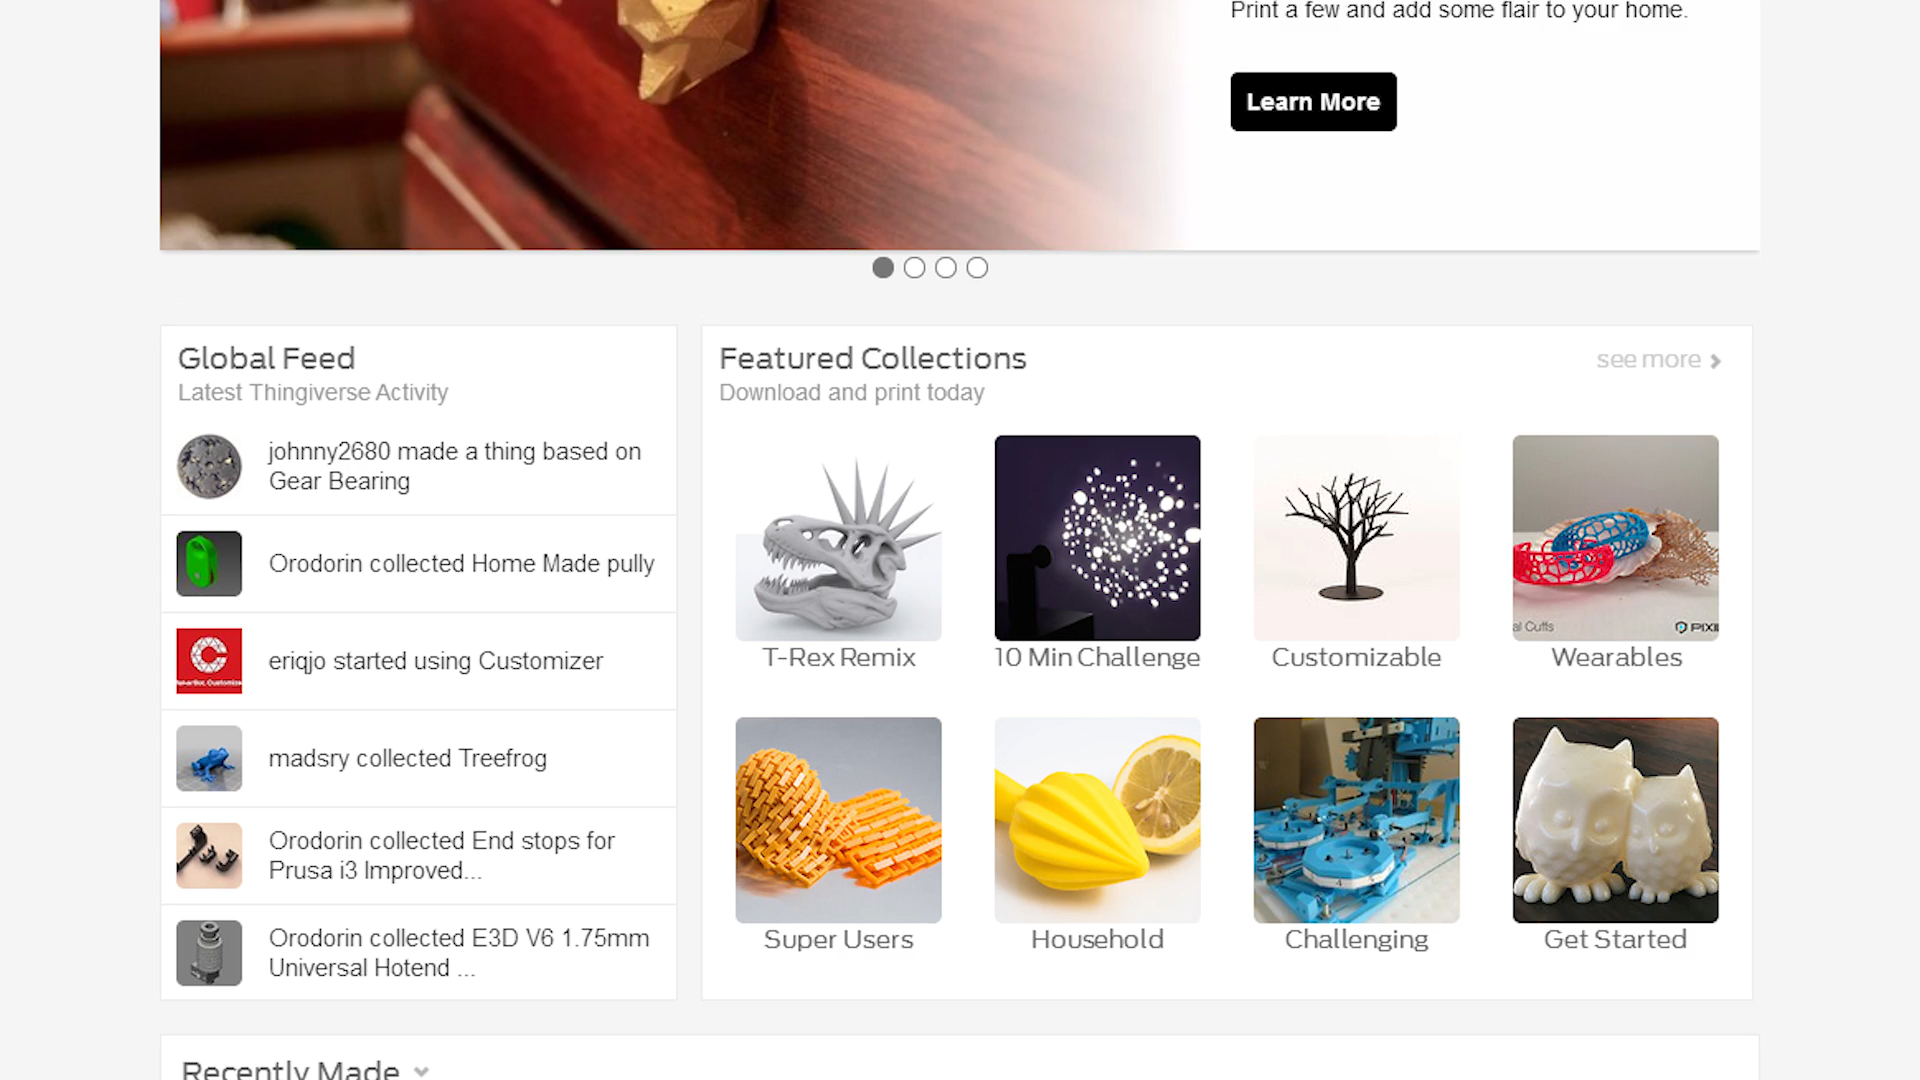 Print a few and add some flair to your home.
Learn More
Global Feed
Latest Thingiverse Activity
johnny2680 made a thing based on
Gear Bearing
Orodorin collected Home Made pully
eriqjo started using Customizer
madsry collected Treefrog
Orodorin collected End stops for
Prusa i3 Improved...
Orodorin collected E3D V6 1.75mm
Universal Hotend ...
Featured Collections
see more
Download and print today
T-Rex Remix
10 Min Challenge
Customizable
al Cuffs
PIXIL
Wearables
Super Users
Household
Challenging
Get Started
Recently Made